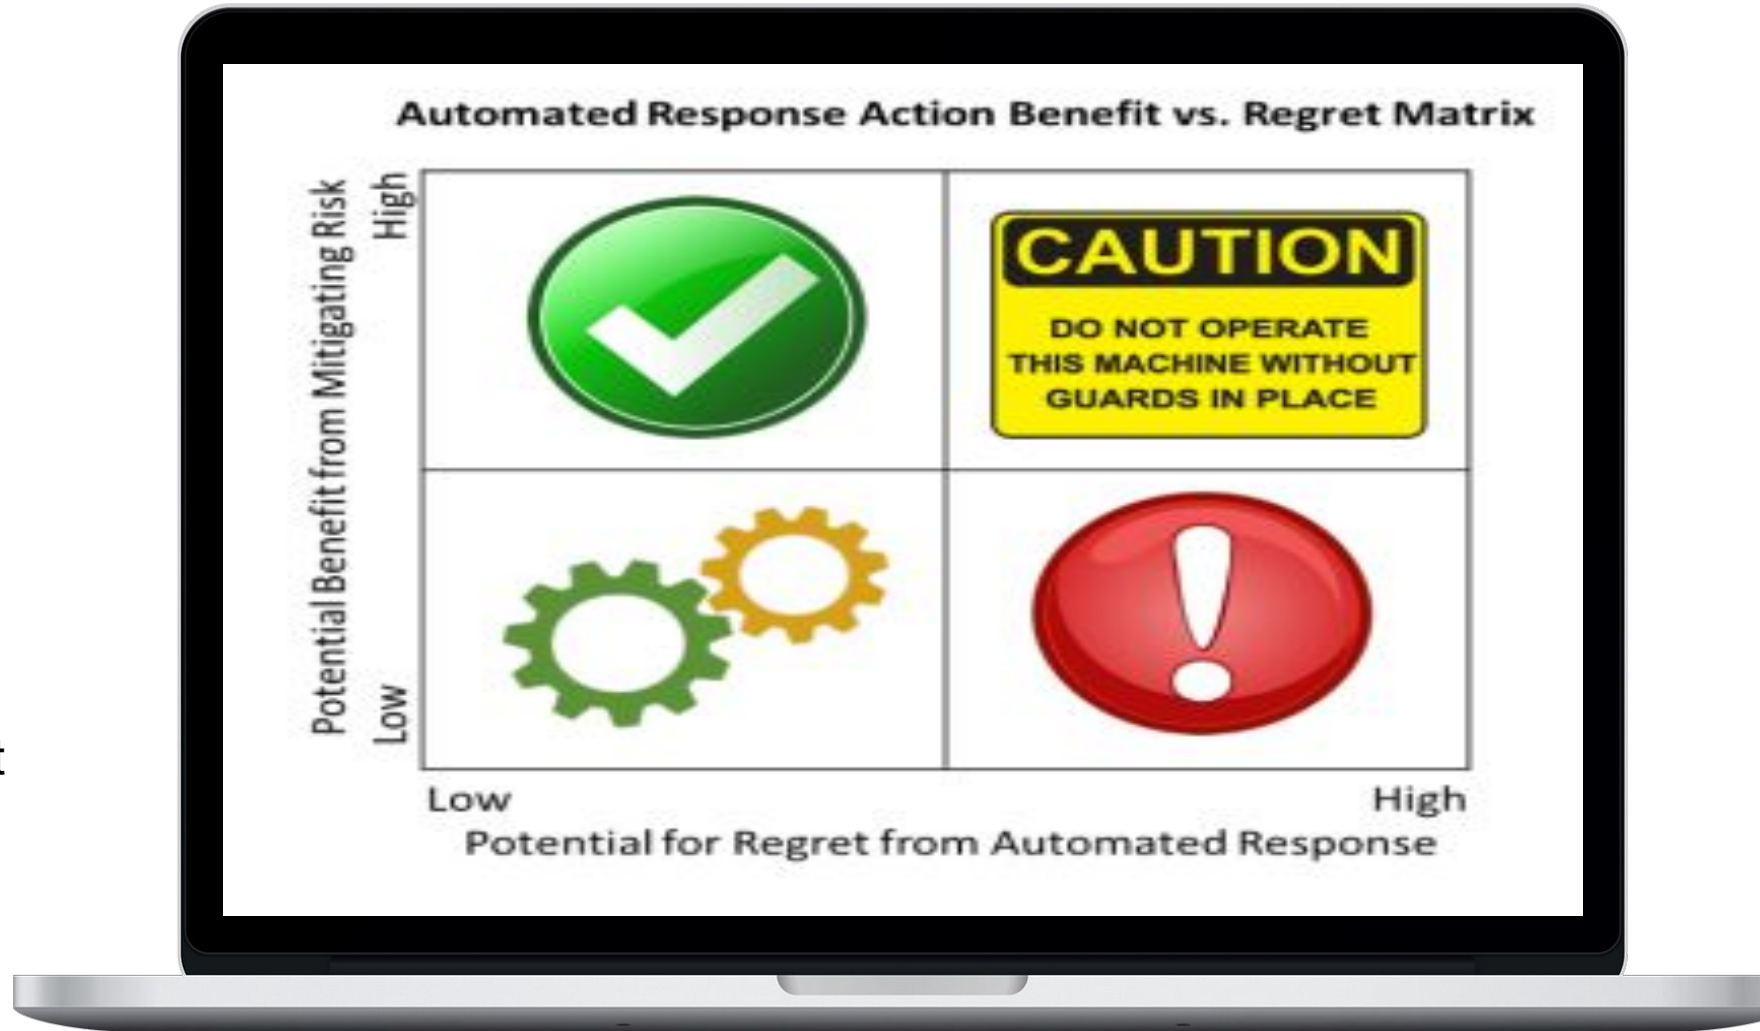 Automated Response Action Benefit vs. Regret Matrix
Potential Benefit from Mitigating Risk
High
Low
CAUTION
DO NOT OPERATE
THIS MACHINE WITHOUT
GUARDS IN PLACE
Low
High
Potential for Regret from Automated Response
t